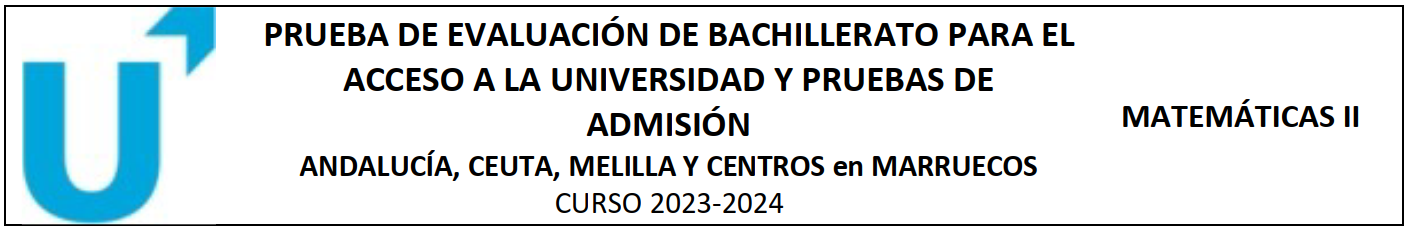 PRUEBA DE EVALUACIÓN DE BACHILLERATO PARA EL
ACCESO A LA UNIVERSIDAD Y PRUEBAS DE
ADMISIÓN
ANDALUCÍA, CEUTA, MELILLA Y CENTROS en MARRUECOS
CURSO 2023-2024
MATEMÁTICAS II